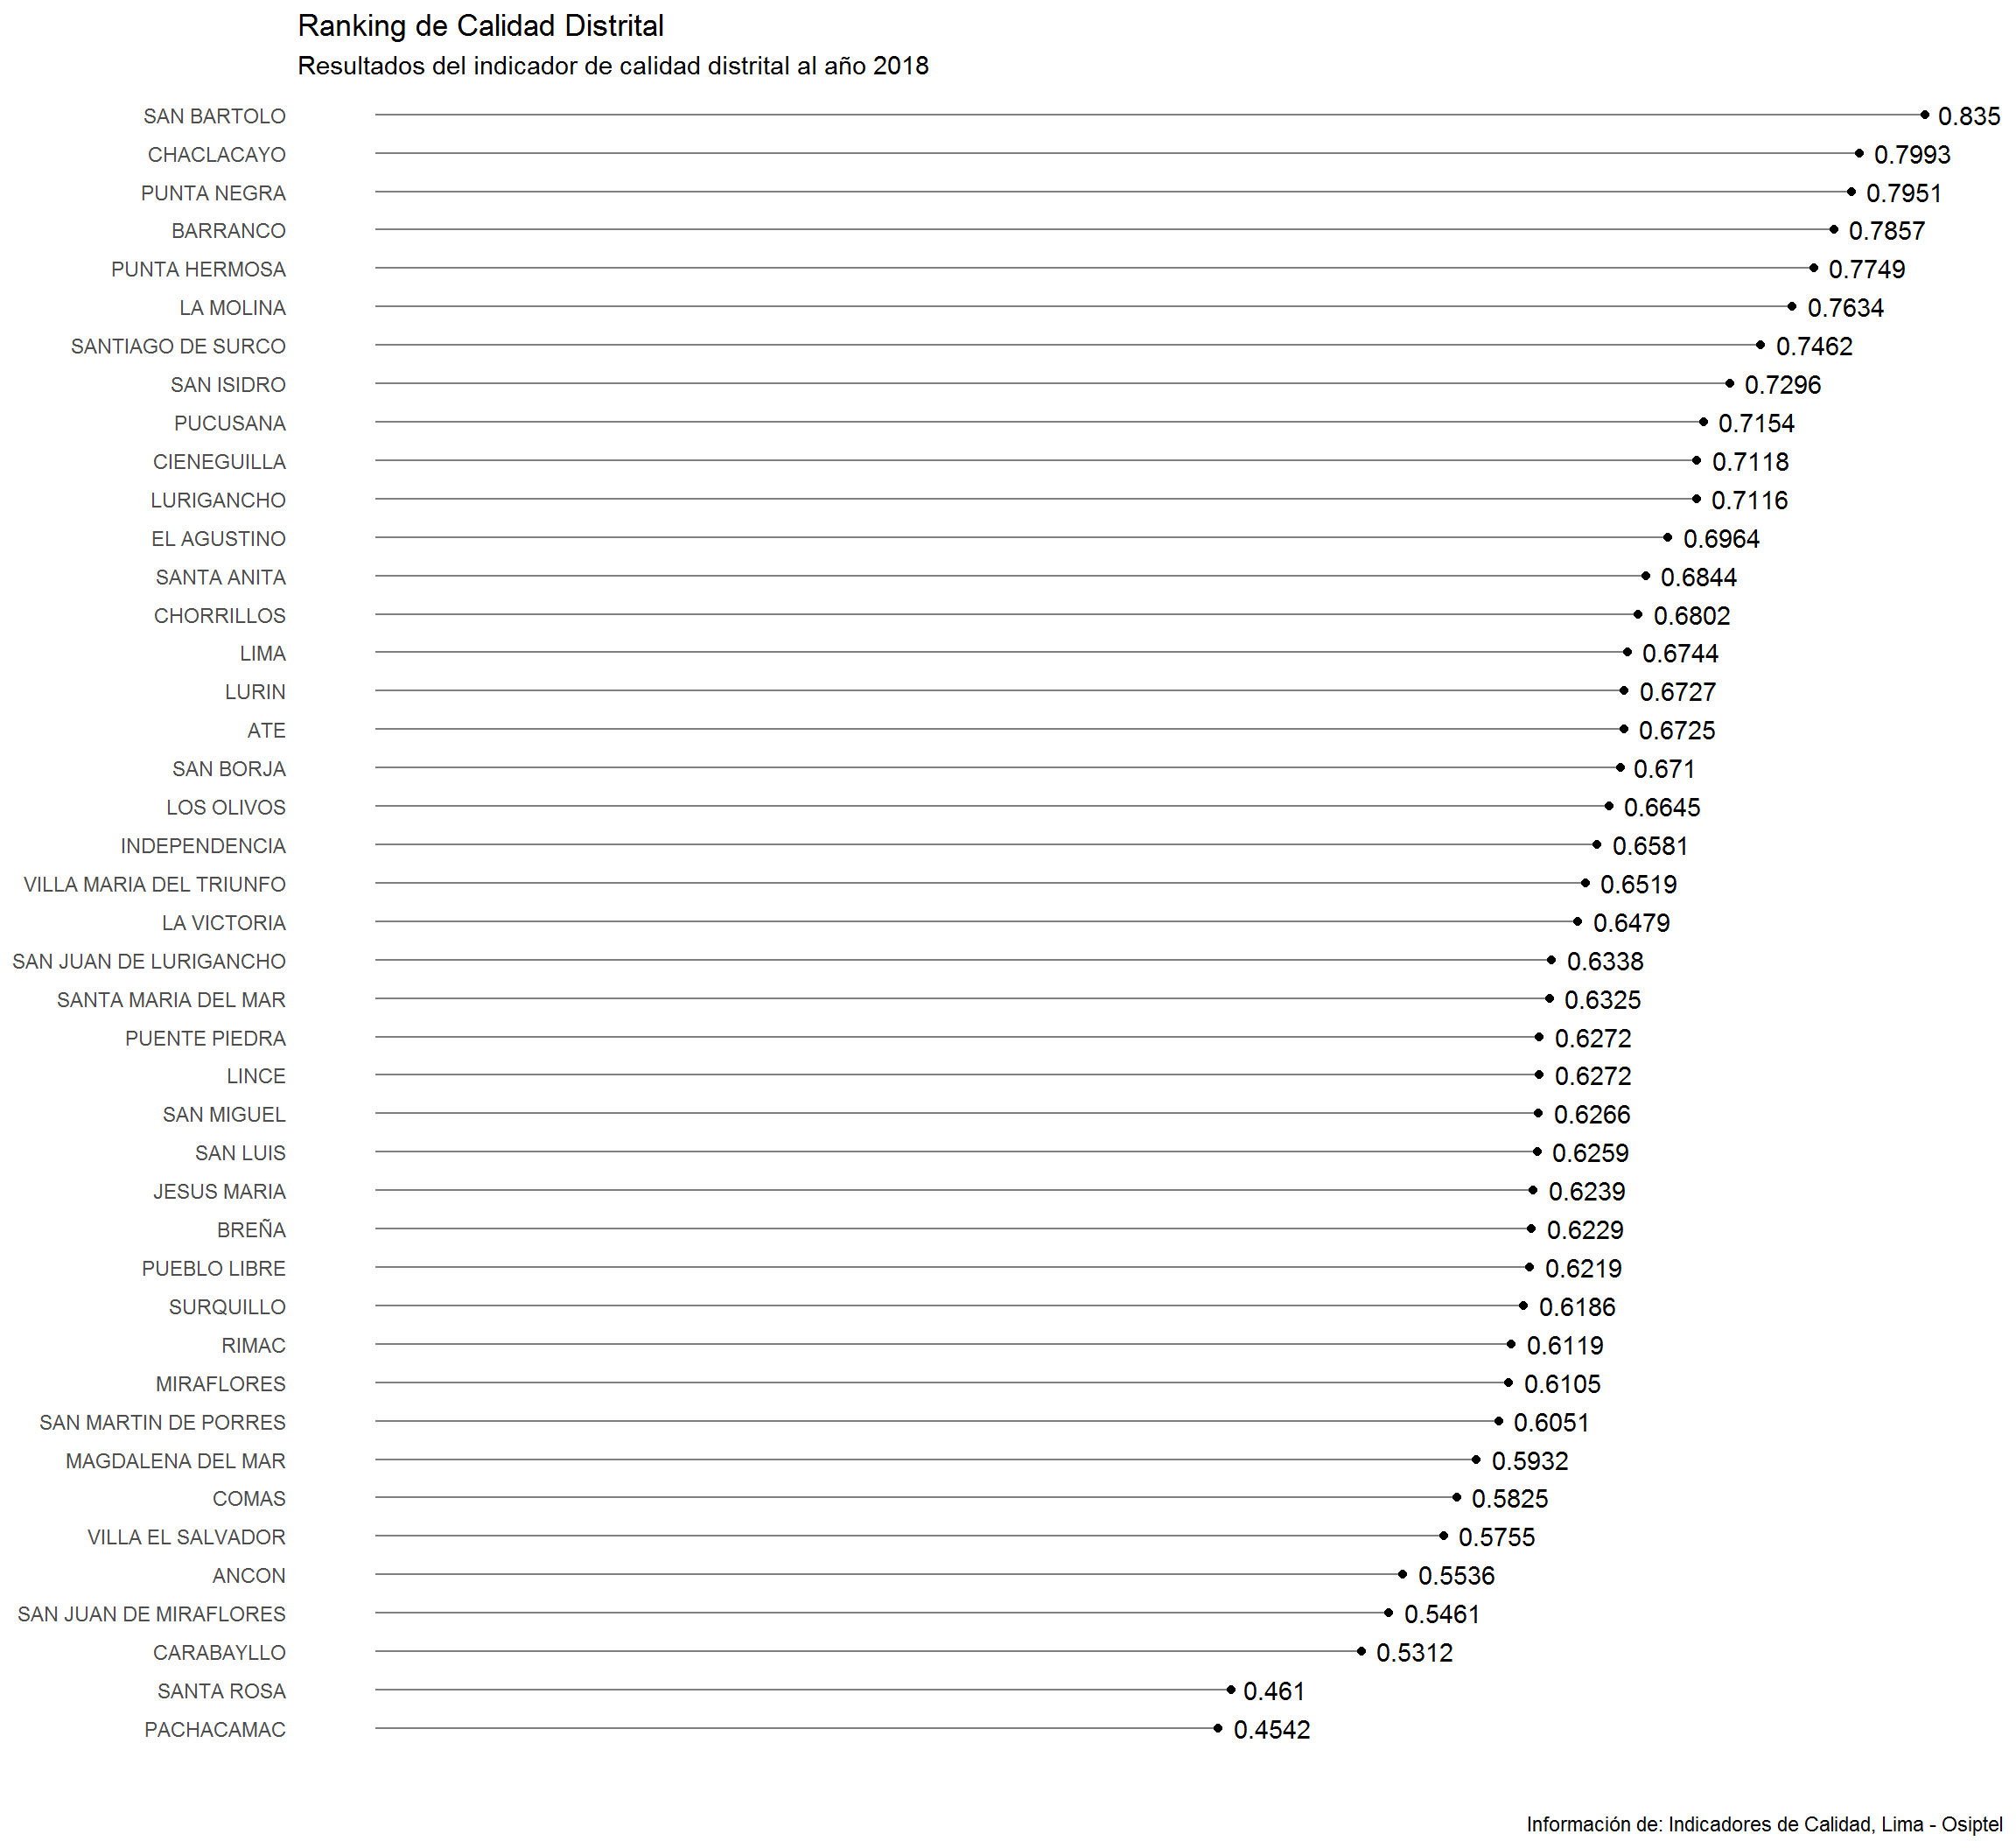 Ranking de Calidad Distrital
Resultados del indicador de calidad distrital al año 2018
SAN BARTOLO 0.835
CHACLACAYO 0.7993
PUNTA NEGRA 0.7951
BARRANCO 0.7857
PUNTA HERMOSA 0.7749
LA MOLINA 0.7634
SANTIAGO DE SURCO 0.7462
SAN ISIDRO 0.7296
PUCUSANA 0.7154
CIENEGUILLA 0.7118
LURIGANCHO 0.7116
EL AGUSTINO 0.6964
SANTA ANITA 0.6844
CHORRILLOS 0.6802
LIMA 0.6744
LURIN 0.6727
ATE 0.6725
SAN BORJA 0.671
LOS OLIVOS 0.6645
INDEPENDENCIA 0.6581
VILLA MARIA DEL TRIUNFO 0.6519
LA VICTORIA 0.6479
SAN JUAN DE LURIGANCHO 0.6338
SANTA MARIA DEL MAR 0.6325
PUENTE PIEDRA 0.6272
LINCE 0.6272
SAN MIGUEL 0.6266
SAN LUIS 0.6259
JESUS MARIA 0.6239
BREÑA 0.6229
PUEBLO LIBRE 0.6219
SURQUILLO 0.6186
RIMAC 0.6119
MIRAFLORES 0.6105
SAN MARTIN DE PORRES 0.6051
MAGDALENA DEL MAR 0.5932
COMAS 0.5825
VILLA EL SALVADOR 0.5755
ANCON 0.5536
SAN JUAN DE MIRAFLORES 0.5461
CARABAYLLO 0.5312
SANTA ROSA 0.461
PACHACAMAC 0.4542
Información de: Indicadores de Calidad, Lima - Osiptel